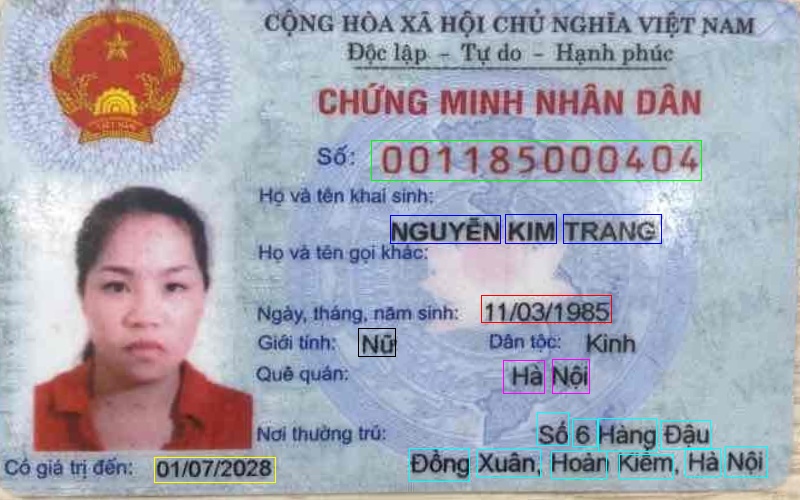 CỘNG HÒA XÃ HỘI CHỦ NGHĨA VIỆT NAM
Độc lập - Tự do - Hạnh phúc
CHỨNG MINH NHÂN DÂN
Số: 001185000404
Họ và tên khai sinh:
NGUYỄN KIM TRANG
Họ và tên gọi khác:
Ngày, tháng, năm sinh: 11/03/1985
Giới tính: Nữ Dân tộc: Kinh
Quê quán: Hà Nội
Nơi thường trú: Số 6 Hàng Đậu
Đồng Xuân, Hoàn Kiếm, Hà Nội
Có giá trị đến: 01/07/2028